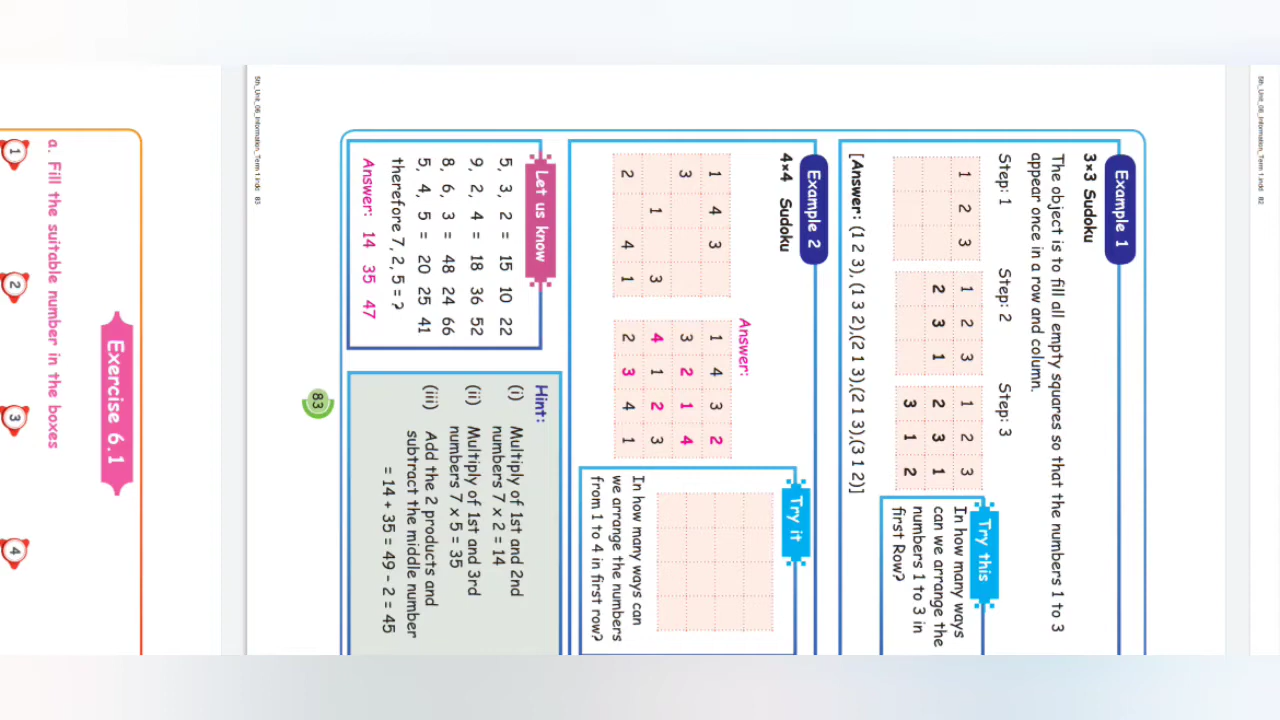 5th_Unit_06_Information_Term 1.indd 82
Example 1
3×3 Sudoku
The object is to fill all empty squares so that the numbers 1 to 3
appear once in a row and column.
Step: 1
1 2 3
Step: 2
1 2 3
2 3 1
Step: 3
1 2 3
2 3 1
3 1 2
[Answer: (1 2 3), (1 3 2),(2 1 3),(2 1 3),(3 1 2)]
Try this
In how many ways
can we arrange the
numbers 1 to 3 in
first Row?
Example 2
4×4 Sudoku
1 4 3
3
1 3
2 4 1
Answer:
1 4 3 2
3 2 1 4
4 1 2 3
2 3 4 1
Try it
In how many ways can
we arrange the numbers
from 1 to 4 in first row?
Let us know
5, 3, 2 = 15 10 22
9, 2, 4 = 18 36 52
8, 6, 3 = 48 24 66
5, 4, 5 = 20 25 41
therefore 7, 2, 5 = ?
Answer: 14 35 47
Hint:
(i) Multiply of 1st and 2nd
numbers 7 x 2 = 14
(ii) Multiply of 1st and 3rd
numbers 7 x 5 = 35
(iii) Add the 2 products and
subtract the middle number
= 14 + 35 = 49 - 2 = 45
83
5th_Unit_06_Information_Term 1.indd 83
Exercise 6.1
a. Fill the suitable number in the boxes
1 2 3 4